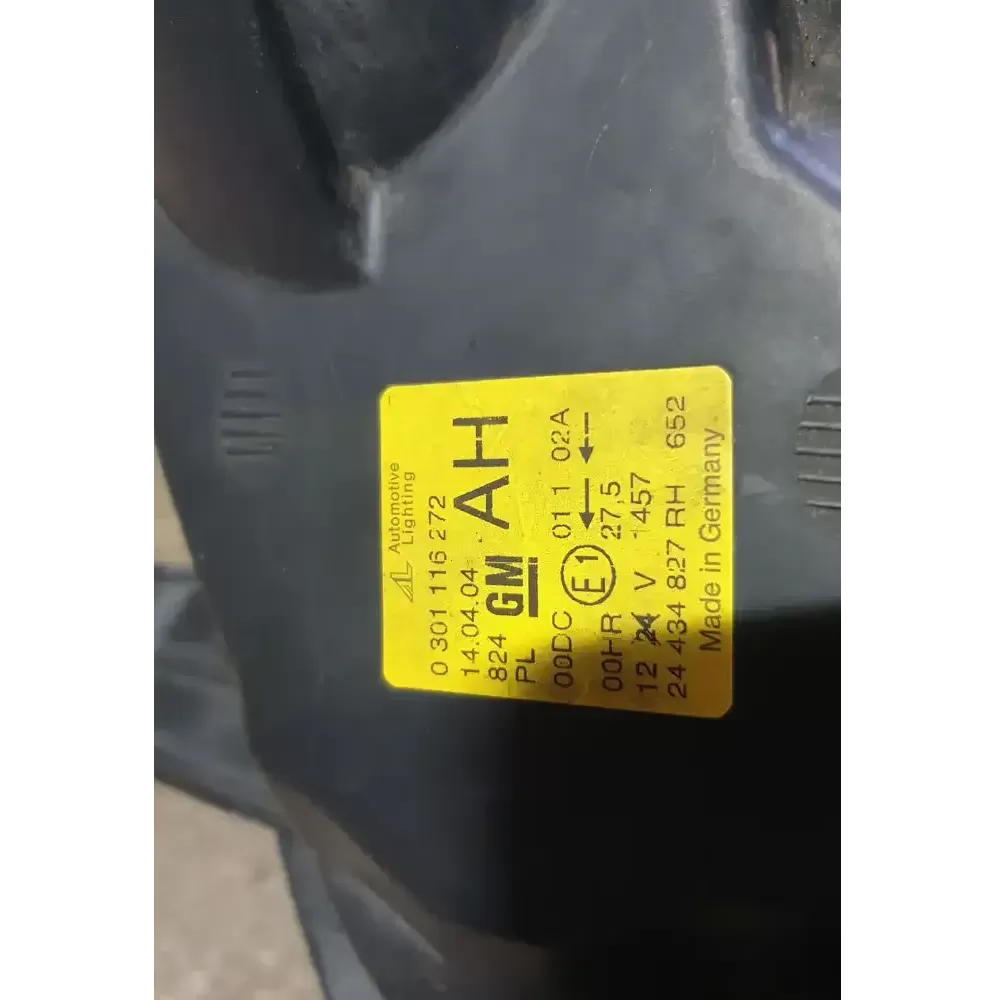 AL Automotive
Lighting
0 301 116 272
14.04.04
824 GM AH
PL
00DC 01 1 02A
E1
00HR 27,5
12 24 V 1457
24 434 827 RH 652
Made in Germany